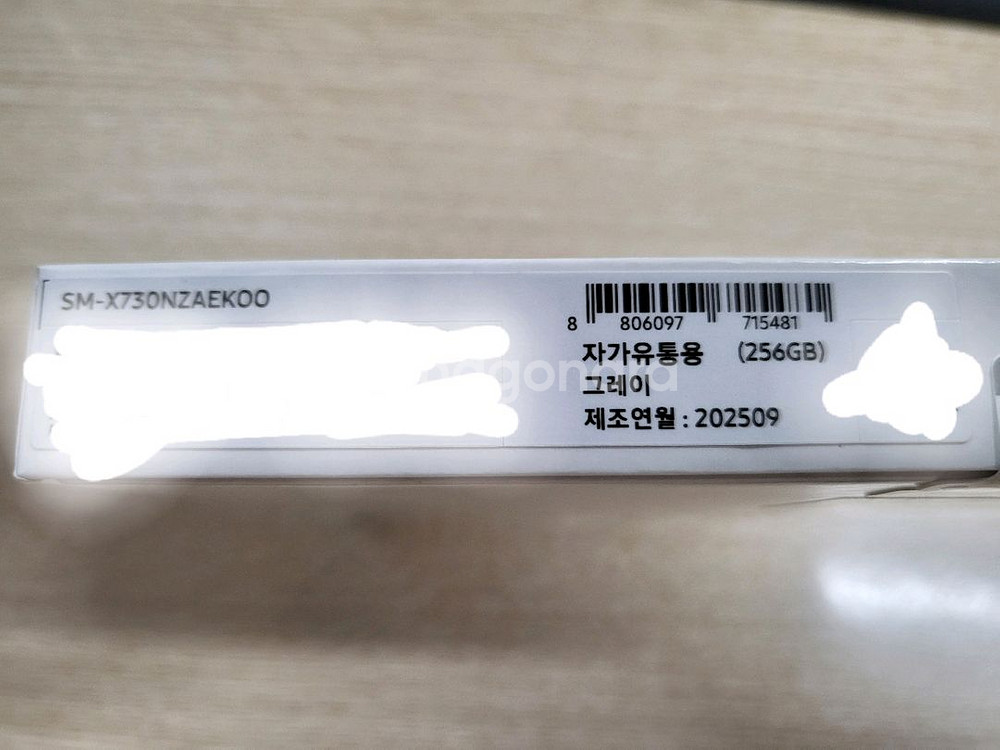 SM-X730NZAEKOO
8 806097 715481
자가유통용 (256GB)
그레이
제조연월 : 202509